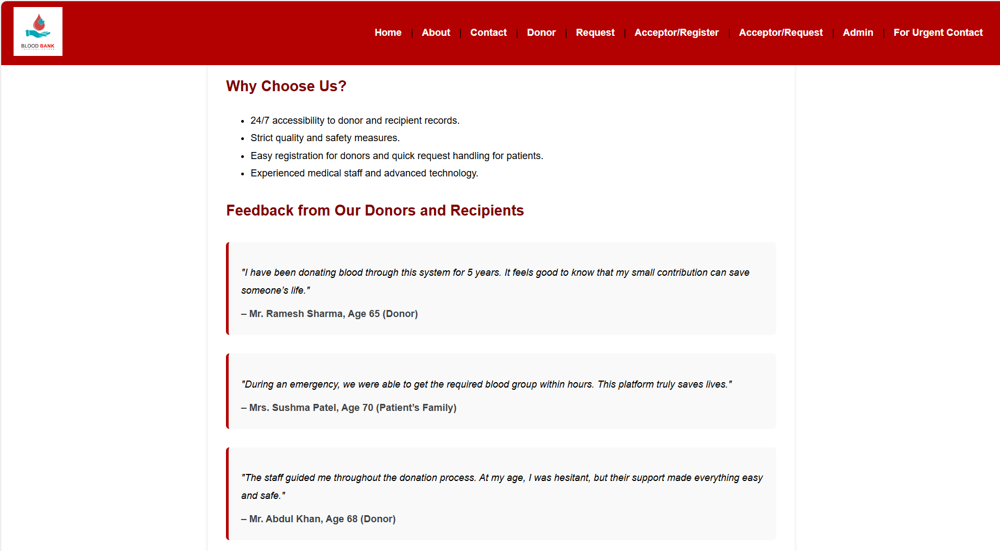 BLOOD BANK
Home | About | Contact | Donor | Request | Acceptor/Register | Acceptor/Request | Admin | For Urgent Contact
Why Choose Us?
• 24/7 accessibility to donor and recipient records.
• Strict quality and safety measures.
• Easy registration for donors and quick request handling for patients.
• Experienced medical staff and advanced technology.
Feedback from Our Donors and Recipients
"I have been donating blood through this system for 5 years. It feels good to know that my small contribution can save
someone’s life."
– Mr. Ramesh Sharma, Age 65 (Donor)
"During an emergency, we were able to get the required blood group within hours. This platform truly saves lives."
– Mrs. Sushma Patel, Age 70 (Patient’s Family)
"The staff guided me throughout the donation process. At my age, I was hesitant, but their support made everything easy
and safe."
– Mr. Abdul Khan, Age 68 (Donor)